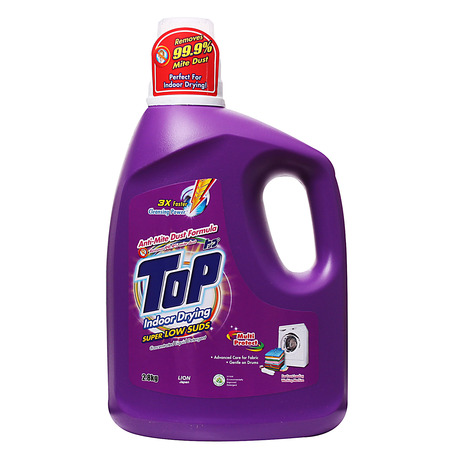 Removes
99.9%
Mite Dust
Perfect For
Indoor Drying!
3X Faster
Cleansing Power
Anti-Mite Dust Formula
TOP
Indoor Drying
SUPER LOW SUDS
Concentrated Liquid Detergent
Multi
Protect
• Advanced Care for Fabric
• Gentle on Drums
2.8kg
LION